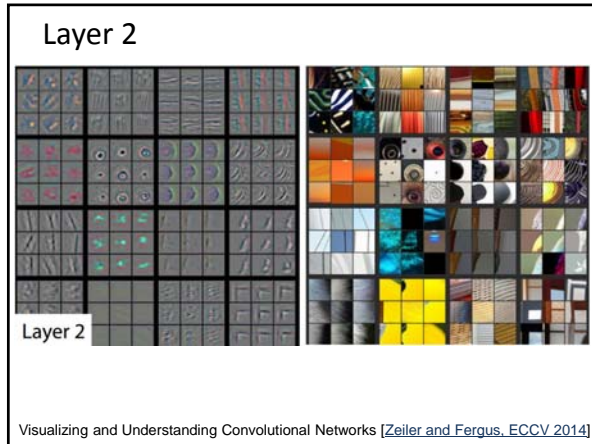 Layer 2
Layer 2
Visualizing and Understanding Convolutional Networks [Zeiler and Fergus, ECCV 2014]